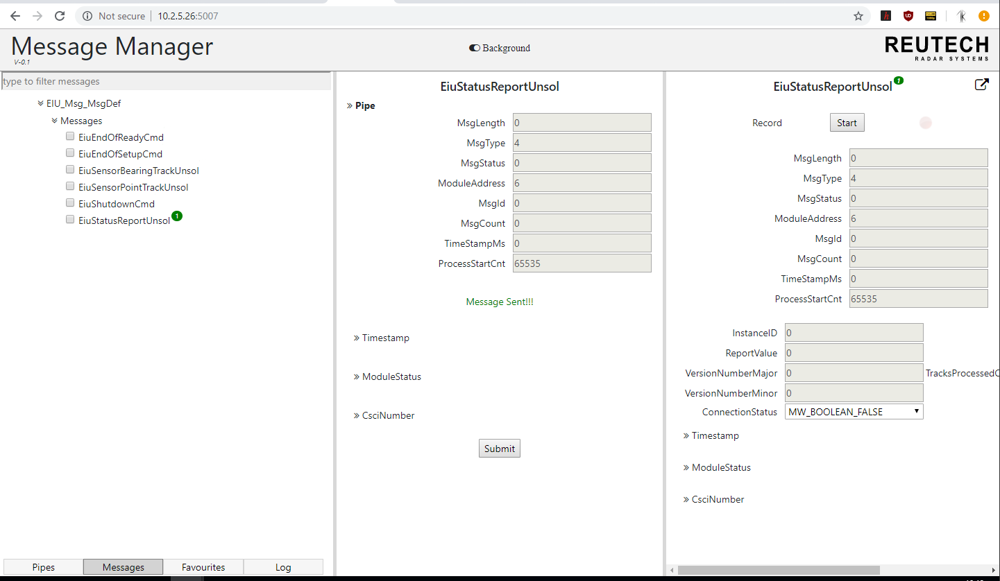 Not secure
10.2.5.26:5007
Message Manager
V-0.1
Background
REUTECH
RADAR SYSTEMS
type to filter messages
EIU_Msg_MsgDef
Messages
EiuEndOfReadyCmd
EiuEndOfSetupCmd
EiuSensorBearingTrackUnsol
EiuSensorPointTrackUnsol
EiuShutdownCmd
EiuStatusReportUnsol 1
Pipes
Messages
Favourites
Log
EiuStatusReportUnsol
» Pipe
MsgLength 0
MsgType 4
MsgStatus 0
ModuleAddress 6
MsgId 0
MsgCount 0
TimeStampMs 0
ProcessStartCnt 65535
Message Sent!!!
» Timestamp
» ModuleStatus
» CsciNumber
Submit
EiuStatusReportUnsol 1
Record Start
MsgLength 0
MsgType 4
MsgStatus 0
ModuleAddress 6
MsgId 0
MsgCount 0
TimeStampMs 0
ProcessStartCnt 65535
InstanceID 0
ReportValue 0
VersionNumberMajor 0 TracksProcessedC
VersionNumberMinor 0
ConnectionStatus MW_BOOLEAN_FALSE
» Timestamp
» ModuleStatus
» CsciNumber